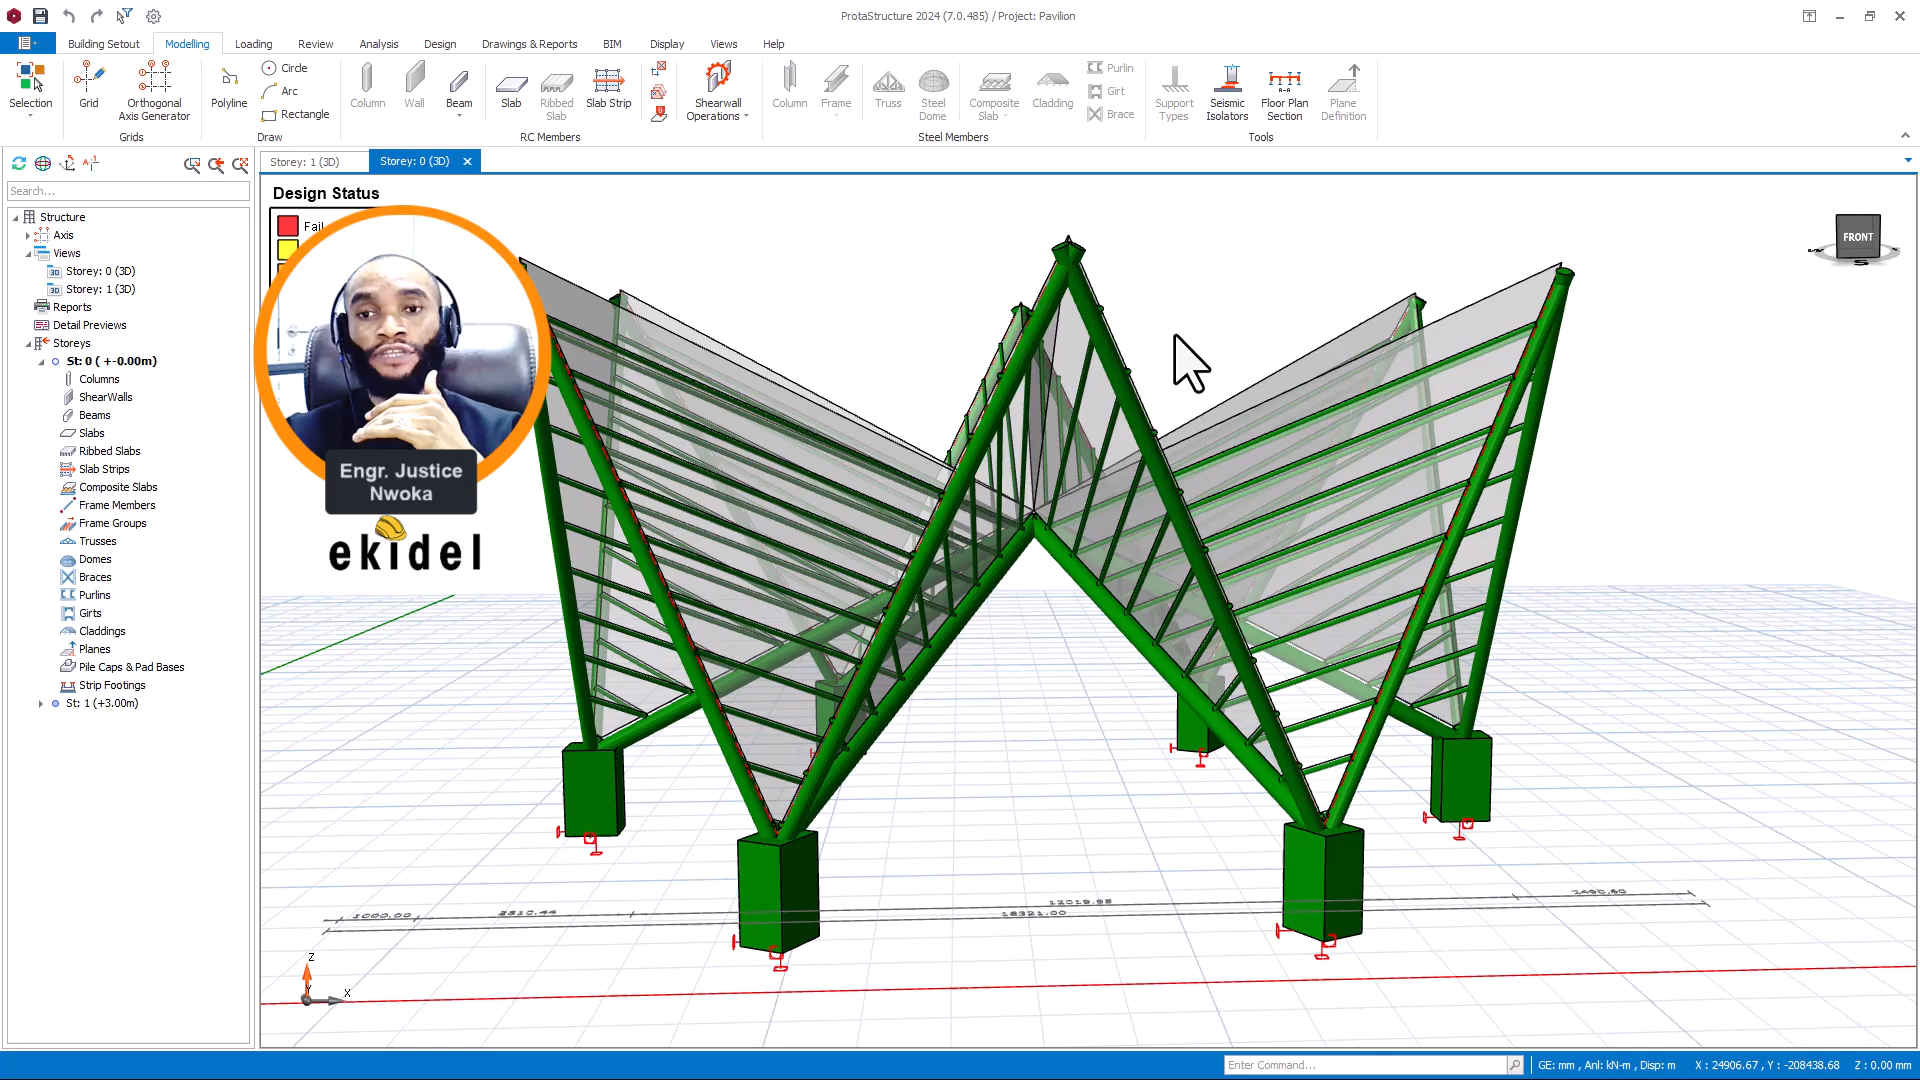 ProtaStructure 2024 (7.0.485) / Project: Pavilion
Building Setout Modelling Loading Review Analysis Design Drawings & Reports BIM Display Views Help
Selection
Grid
Orthogonal
Axis Generator
Grids
Polyline
Circle
Arc
Rectangle
Draw
Column
Wall
Beam
Slab
Ribbed
Slab
Slab Strip
Shearwall
Operations
RC Members
Column
Frame
Truss
Steel
Dome
Composite
Slab
Cladding
Purlin
Girt
Brace
Steel Members
Support
Types
Seismic
Isolators
Floor Plan
Section
Plane
Definition
Tools
Storey: 1 (3D)
Storey: 0 (3D)
Search...
Structure
Axis
Views
Storey: 0 (3D)
Storey: 1 (3D)
Reports
Detail Previews
Storeys
St: 0 ( +-0.00m)
Columns
ShearWalls
Beams
Slabs
Ribbed Slabs
Slab Strips
Composite Slabs
Frame Members
Frame Groups
Trusses
Domes
Braces
Purlins
Girts
Claddings
Planes
Pile Caps & Pad Bases
Strip Footings
St: 1 (+3.00m)
Design Status
Fail
Engr. Justice
Nwoka
ekidel
FRONT
S
1000.00
12019.98
18321.00
Z
Y
X
Enter Command...
GE: mm , Anl: kN-m , Disp: m X : 24906.67 , Y : -208438.68 Z : 0.00 mm